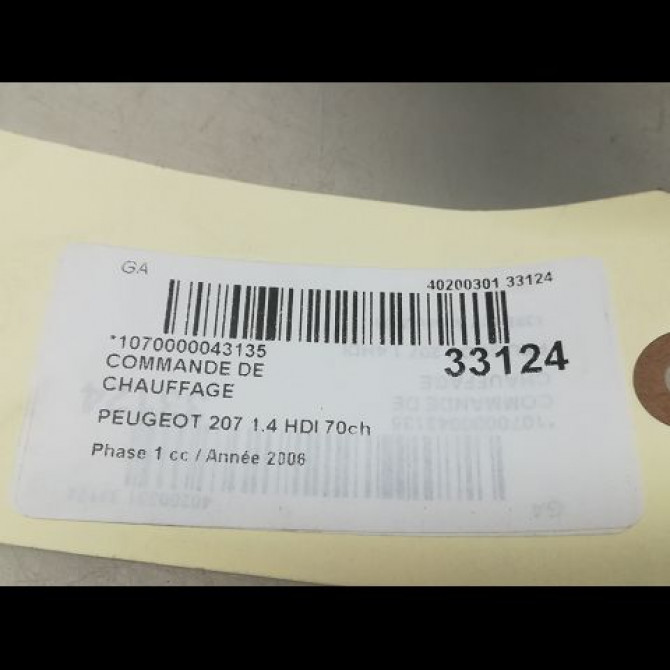 GA
40200301 33124
*1070000043135
33124
COMMANDE DE
CHAUFFAGE
PEUGEOT 207 1.4 HDI 70ch
Phase 1 cc / Année 2006